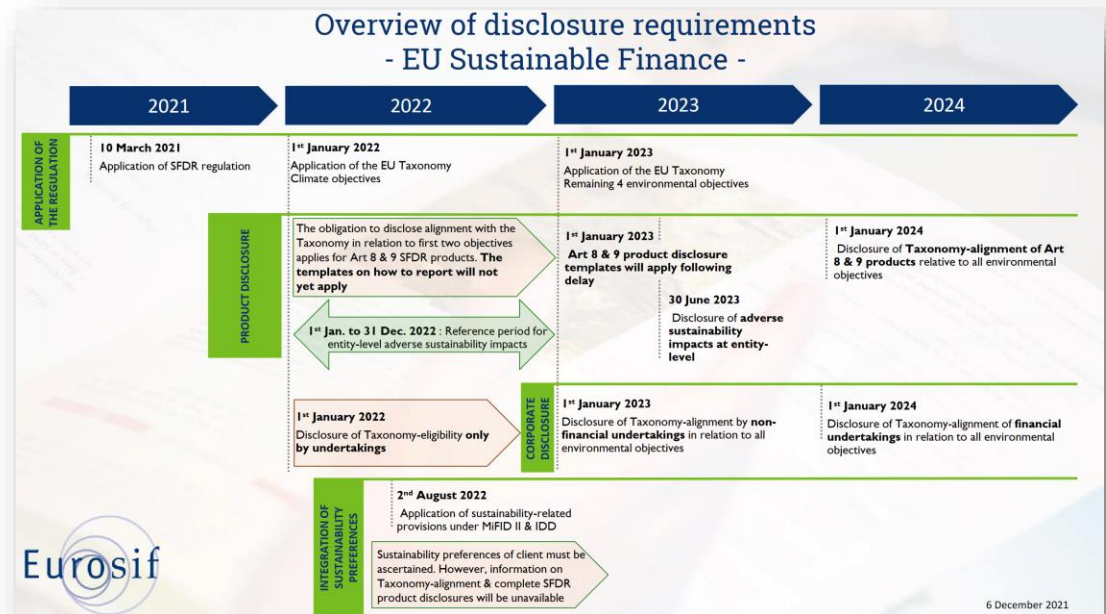 Overview of disclosure requirements
- EU Sustainable Finance -
2021
2022
2023
2024
APPLICATION OF
THE REGULATION
10 March 2021
Application of SFDR regulation
1st January 2022
Application of the EU Taxonomy
Climate objectives
1st January 2023
Application of the EU Taxonomy
Remaining 4 environmental objectives
PRODUCT DISCLOSURE
The obligation to disclose alignment with the
Taxonomy in relation to first two objectives
applies for Art 8 & 9 SFDR products. The
templates on how to report will not
yet apply
1st January 2023
Art 8 & 9 product disclosure
templates will apply following
delay
1st January 2024
Disclosure of Taxonomy-alignment of Art
8 & 9 products relative to all environmental
objectives
1st Jan. to 31 Dec. 2022 : Reference period for
entity-level adverse sustainability impacts
30 June 2023
Disclosure of adverse
sustainability
impacts at entity-
level
1st January 2022
Disclosure of Taxonomy-eligibility only
by undertakings
CORPORATE
DISCLOSURE
1st January 2023
Disclosure of Taxonomy-alignment by non-
financial undertakings in relation to all
environmental objectives
1st January 2024
Disclosure of Taxonomy-alignment of financial
undertakings in relation to all environmental
objectives
INTEGRATION OF
SUSTAINABILITY
PREFERENCES
2nd August 2022
Application of sustainability-related
provisions under MiFID II & IDD
Sustainability preferences of client must be
ascertained. However, information on
Taxonomy-alignment & complete SFDR
product disclosures will be unavailable
Eurosif
6 December 2021